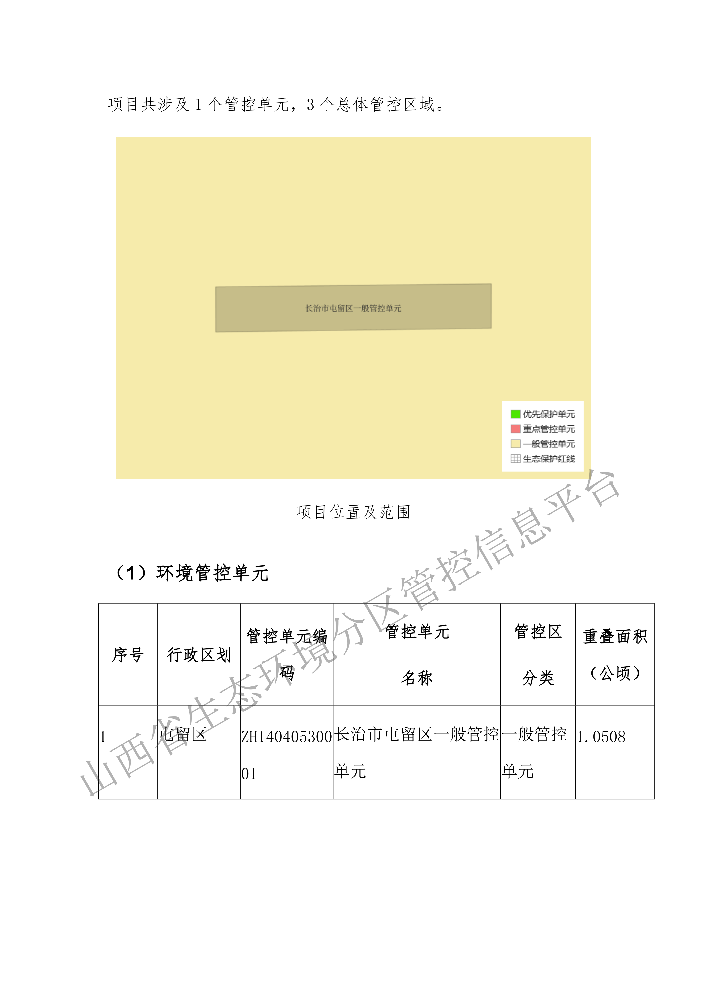 项目共涉及 1 个管控单元，3 个总体管控区域。
长治市屯留区一般管控单元
优先保护单元
重点管控单元
一般管控单元
生态保护红线
项目位置及范围
（1）环境管控单元
序号
行政区划
管控单元编
码
管控单元
名称
管控区
分类
重叠面积
（公顷）
1
屯留区
ZH140405300
01
长治市屯留区一般管控
单元
一般管控
单元
1.0508
山西省生态环境分区管控信息平台